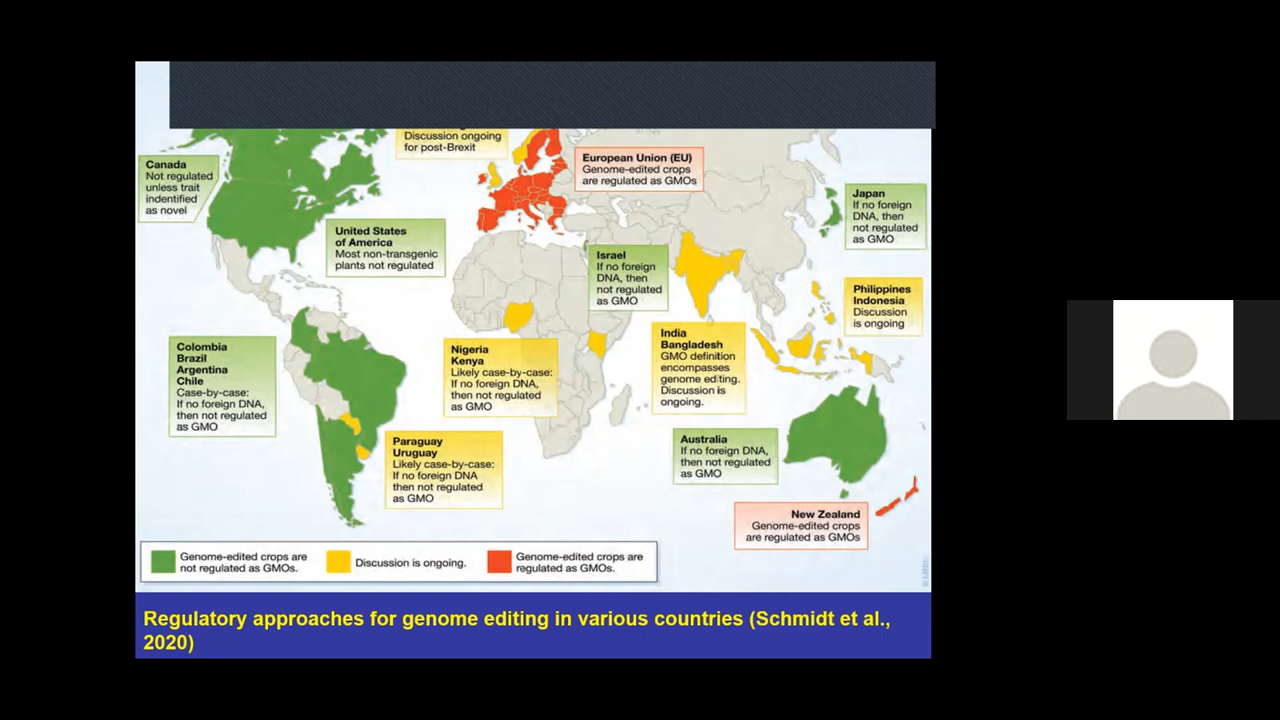 Discussion ongoing
for post-Brexit
Canada
Not regulated
unless trait
indentified
as novel
European Union (EU)
Genome-edited crops
are regulated as GMOs
Japan
If no foreign
DNA, then
not regulated
as GMO
United States
of America
Most non-transgenic
plants not regulated
Israel
If no foreign
DNA, then
not regulated
as GMO
Philippines
Indonesia
Discussion
is ongoing
Colombia
Brazil
Argentina
Chile
Case-by-case:
If no foreign DNA,
then not regulated
as GMO
Nigeria
Kenya
Likely case-by-case:
If no foreign DNA,
then not regulated
as GMO
India
Bangladesh
GMO definition
encompasses
genome editing.
Discussion is
ongoing.
Paraguay
Uruguay
Likely case-by-case:
If no foreign DNA
then not regulated
as GMO
Australia
If no foreign DNA,
then not regulated
as GMO
New Zealand
Genome-edited crops
are regulated as GMOs
Genome-edited crops are
not regulated as GMOs.
Discussion is ongoing.
Genome-edited crops are
regulated as GMOs.
Regulatory approaches for genome editing in various countries (Schmidt et al.,
2020)